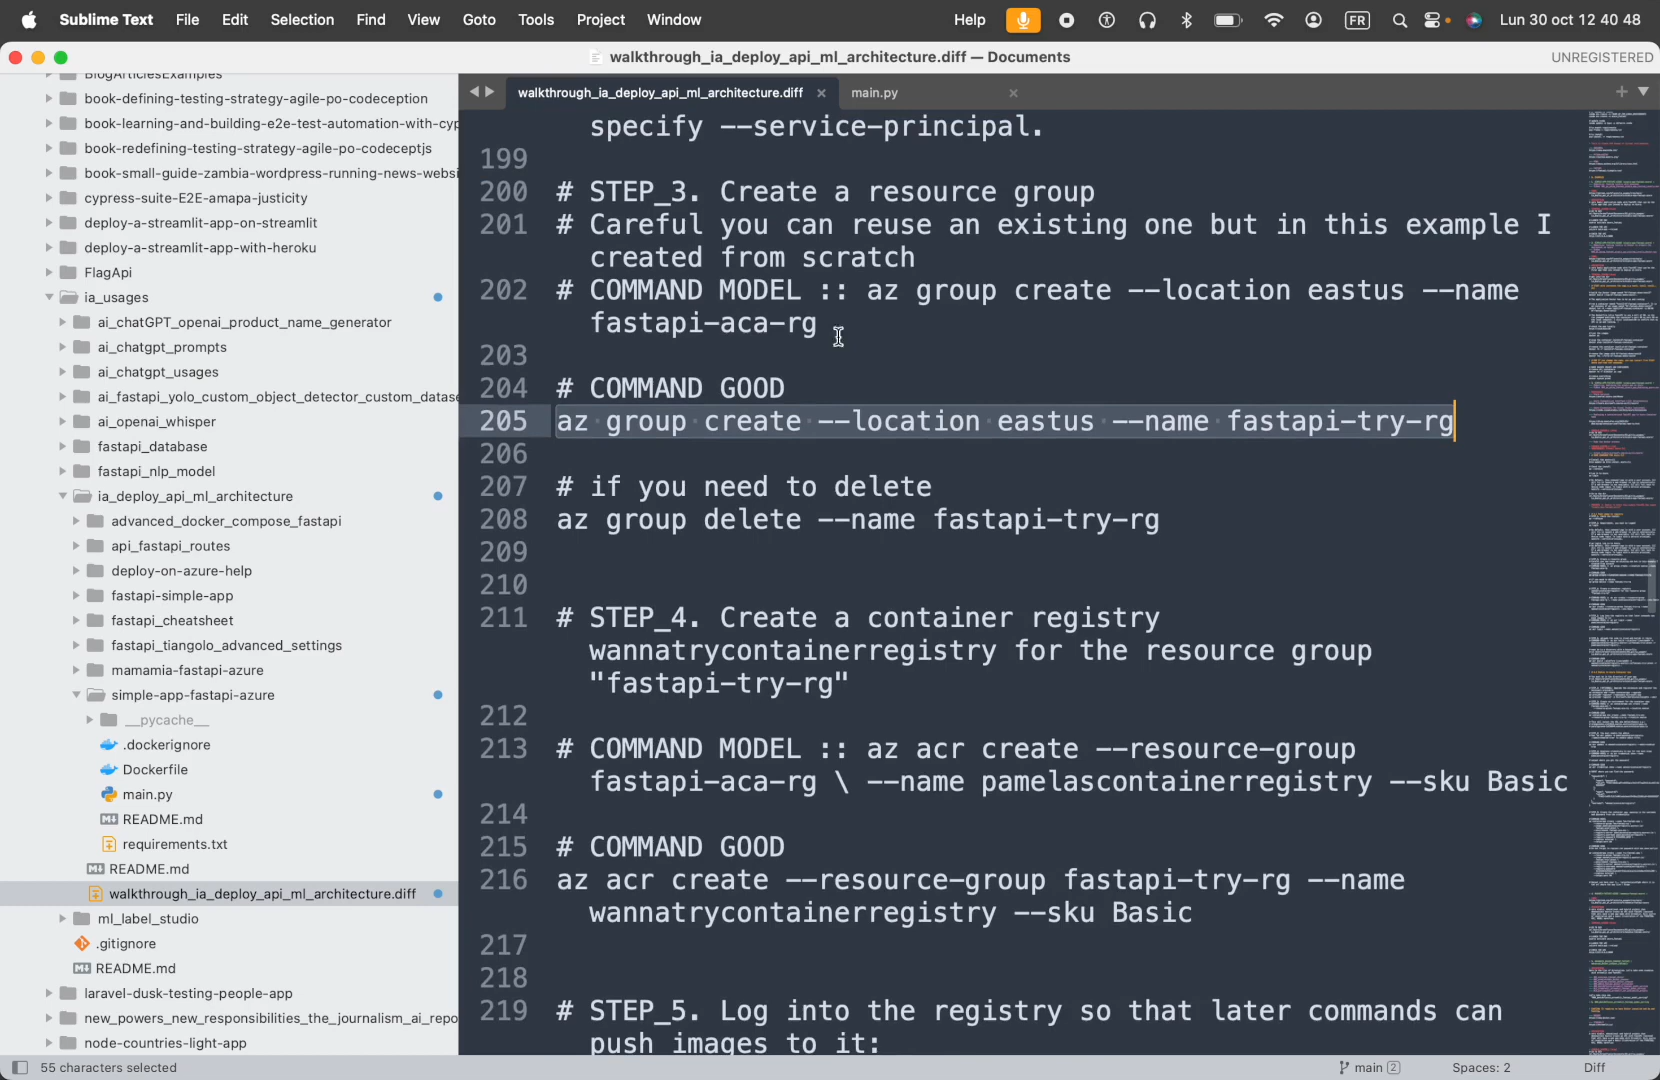 Sublime Text File Edit Selection Find View Goto Tools Project Window Help FR Lun 30 oct 12 40 48
walkthrough_ia_deploy_api_ml_architecture.diff — Documents UNREGISTERED
BlogArticlesExamples
book-defining-testing-strategy-agile-po-codeception
book-learning-and-building-e2e-test-automation-with-cyp
book-redefining-testing-strategy-agile-po-codeceptjs
book-small-guide-zambia-wordpress-running-news-websi
cypress-suite-E2E-amapa-justicity
deploy-a-streamlit-app-on-streamlit
deploy-a-streamlit-app-with-heroku
FlagApi
ia_usages
ai_chatGPT_openai_product_name_generator
ai_chatgpt_prompts
ai_chatgpt_usages
ai_fastapi_yolo_custom_object_detector_custom_datase
ai_openai_whisper
fastapi_database
fastapi_nlp_model
ia_deploy_api_ml_architecture
advanced_docker_compose_fastapi
api_fastapi_routes
deploy-on-azure-help
fastapi-simple-app
fastapi_cheatsheet
fastapi_tiangolo_advanced_settings
mamamia-fastapi-azure
simple-app-fastapi-azure
__pycache__
.dockerignore
Dockerfile
main.py
README.md
requirements.txt
README.md
walkthrough_ia_deploy_api_ml_architecture.diff
ml_label_studio
.gitignore
README.md
laravel-dusk-testing-people-app
new_powers_new_responsibilities_the_journalism_ai_repo
node-countries-light-app
walkthrough_ia_deploy_api_ml_architecture.diff main.py
specify --service-principal.
199
200 # STEP_3. Create a resource group
201 # Careful you can reuse an existing one but in this example I
created from scratch
202 # COMMAND MODEL :: az group create --location eastus --name
fastapi-aca-rg
203
204 # COMMAND GOOD
205 az group create --location eastus --name fastapi-try-rg
206
207 # if you need to delete
208 az group delete --name fastapi-try-rg
209
210
211 # STEP_4. Create a container registry
wannatrycontainerregistry for the resource group
"fastapi-try-rg"
212
213 # COMMAND MODEL :: az acr create --resource-group
fastapi-aca-rg \ --name pamelascontainerregistry --sku Basic
214
215 # COMMAND GOOD
216 az acr create --resource-group fastapi-try-rg --name
wannatrycontainerregistry --sku Basic
217
218
219 # STEP_5. Log into the registry so that later commands can
push images to it:
55 characters selected main 2 Spaces: 2 Diff